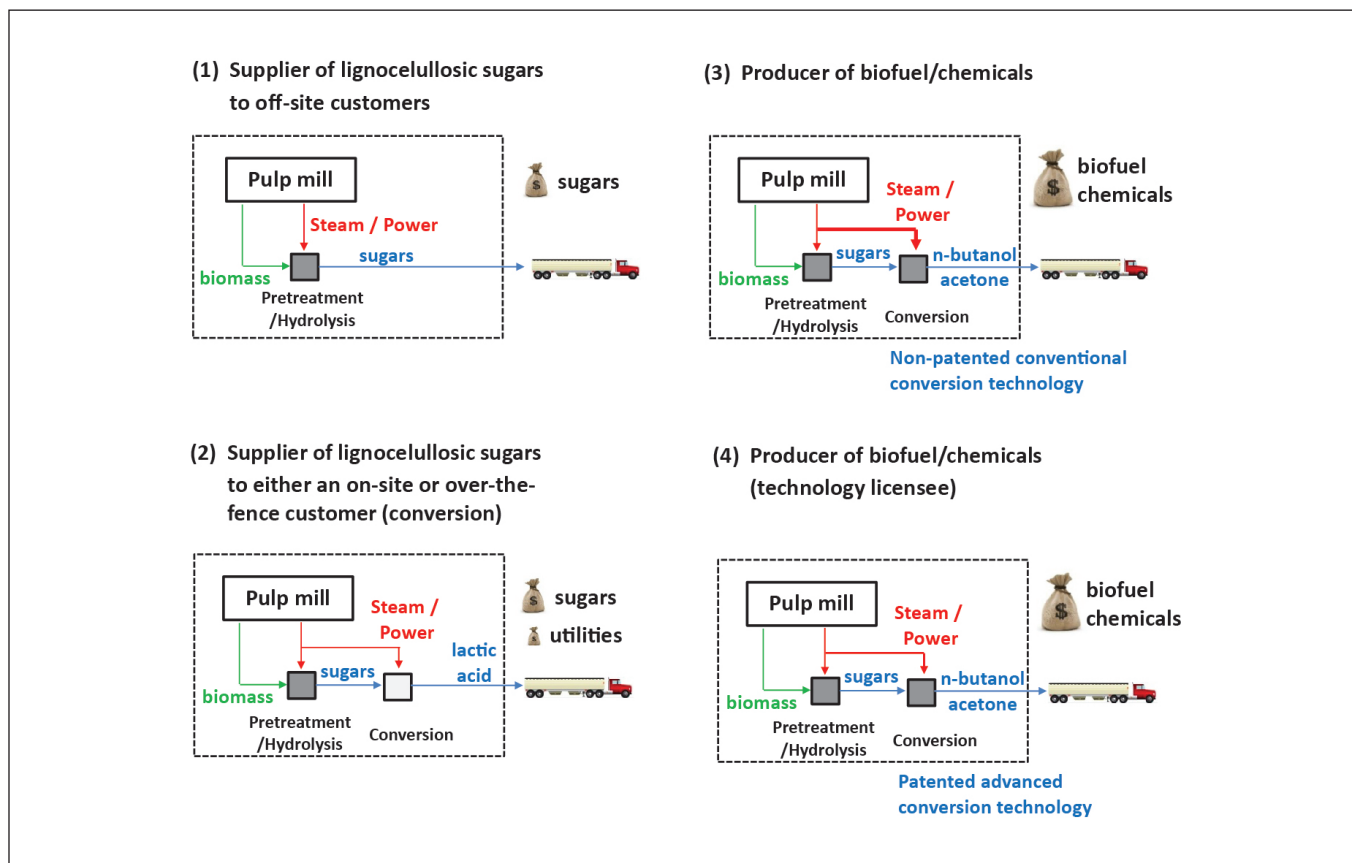 (1) Supplier of lignocelullosic sugars
to off-site customers
Pulp mill
$
sugars
Steam / Power
sugars
biomass
Pretreatment
/Hydrolysis
(3) Producer of biofuel/chemicals
Pulp mill
$
biofuel
chemicals
Steam /
Power
sugars
n-butanol
acetone
biomass
Pretreatment
/Hydrolysis
Conversion
Non-patented conventional
conversion technology
(2) Supplier of lignocelullosic sugars
to either an on-site or over-the-
fence customer (conversion)
Pulp mill
$
sugars
$
utilities
Steam /
Power
lactic
acid
sugars
biomass
Pretreatment
/Hydrolysis
Conversion
(4) Producer of biofuel/chemicals
(technology licensee)
Pulp mill
$
biofuel
chemicals
Steam /
Power
sugars
n-butanol
acetone
biomass
Pretreatment
/Hydrolysis
Conversion
Patented advanced
conversion technology